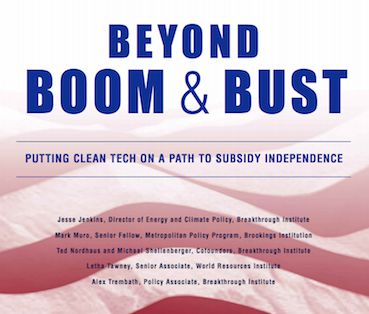 BEYOND
BOOM & BUST
PUTTING CLEAN TECH ON A PATH TO SUBSIDY INDEPENDENCE
Jesse Jenkins, Director of Energy and Climate Policy, Breakthrough Institute
Mark Muro, Senior Fellow, Metropolitan Policy Program, Brookings Institution
Ted Nordhaus and Michael Shellenberger, Cofounders, Breakthrough Institute
Letha Tawney, Senior Associate, World Resources Institute
Alex Trembath, Policy Associate, Breakthrough Institute